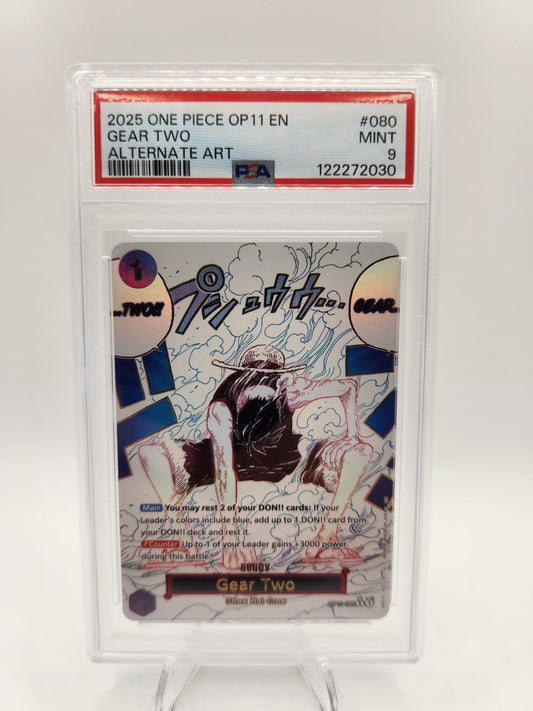 2025 ONE PIECE OP11 EN #080
GEAR TWO MINT
ALTERNATE ART 9
PSA 122272030
1
...TWO!!
プシュウウ...
GEAR...
Main You may rest 2 of your DON!! cards: If your
Leader's colors include blue, add up to 1 DON!! card from
your DON!! deck and rest it.
Counter Up to 1 of your Leader gains +3000 power
during this battle.
EVENT
Gear Two
Straw Hat Crew